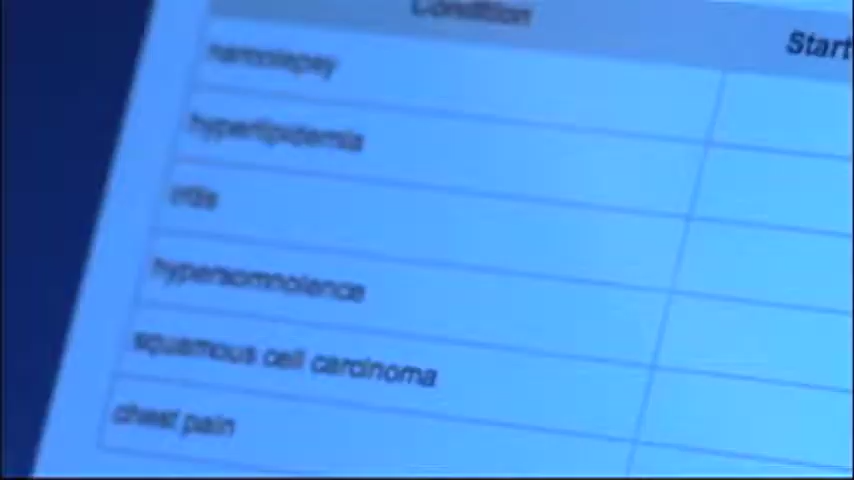 Condition
Start
narcolepsy
hyperlipidemia
iritis
hypersomnolence
squamous cell carcinoma
chest pain